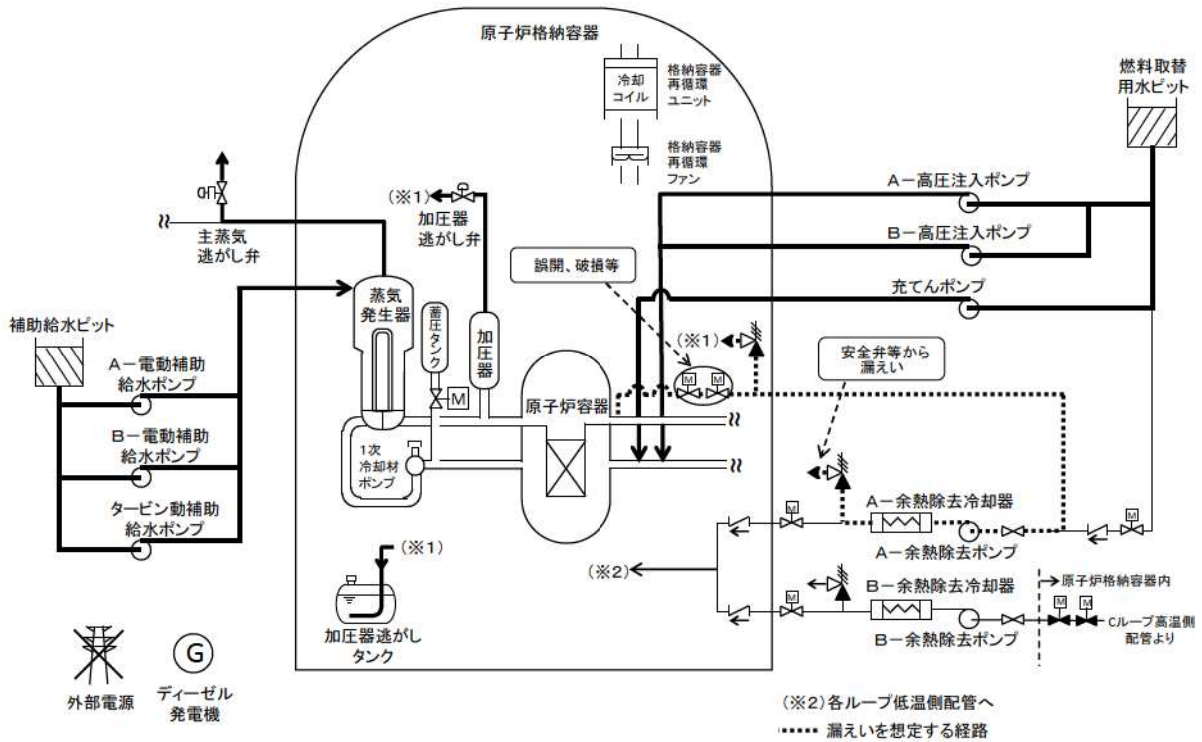 原子炉格納容器
冷却
コイル
格納容器
再循環
ユニット
格納容器
再循環
ファン
燃料取替
用水ピット
主蒸気
逃がし弁
(※1)
加圧器
逃がし弁
A-高圧注入ポンプ
B-高圧注入ポンプ
充てんポンプ
誤開、破損等
(※1)
安全弁等から
漏えい
補助給水ピット
A-電動補助
給水ポンプ
B-電動補助
給水ポンプ
タービン動補助
給水ポンプ
蒸気
発生器
蓄圧タンク
加圧器
M
M
M
原子炉容器
1次
冷却材
ポンプ
M
M
A-余熱除去冷却器
A-余熱除去ポンプ
(※1)
加圧器逃がし
タンク
(※2)
M
B-余熱除去冷却器
B-余熱除去ポンプ
原子炉格納容器内
M
M
Cループ高温側
配管より
外部電源
G
ディーゼル
発電機
(※2)各ループ低温側配管へ
漏えいを想定する経路